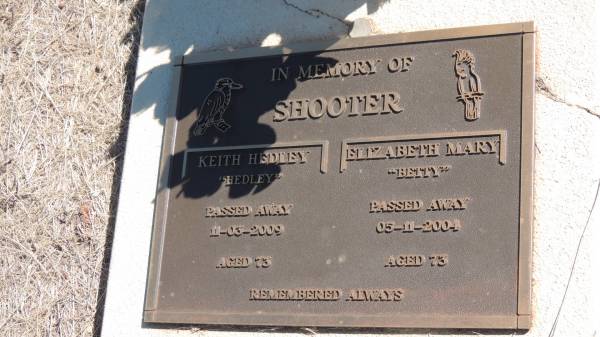 IN MEMORY OF
SHOOTER
KEITH HEDLEY
"HEDLEY"
PASSED AWAY
11-03-2009
AGED 73
ELIZABETH MARY
"BETTY"
PASSED AWAY
05-11-2004
AGED 73
REMEMBERED ALWAYS